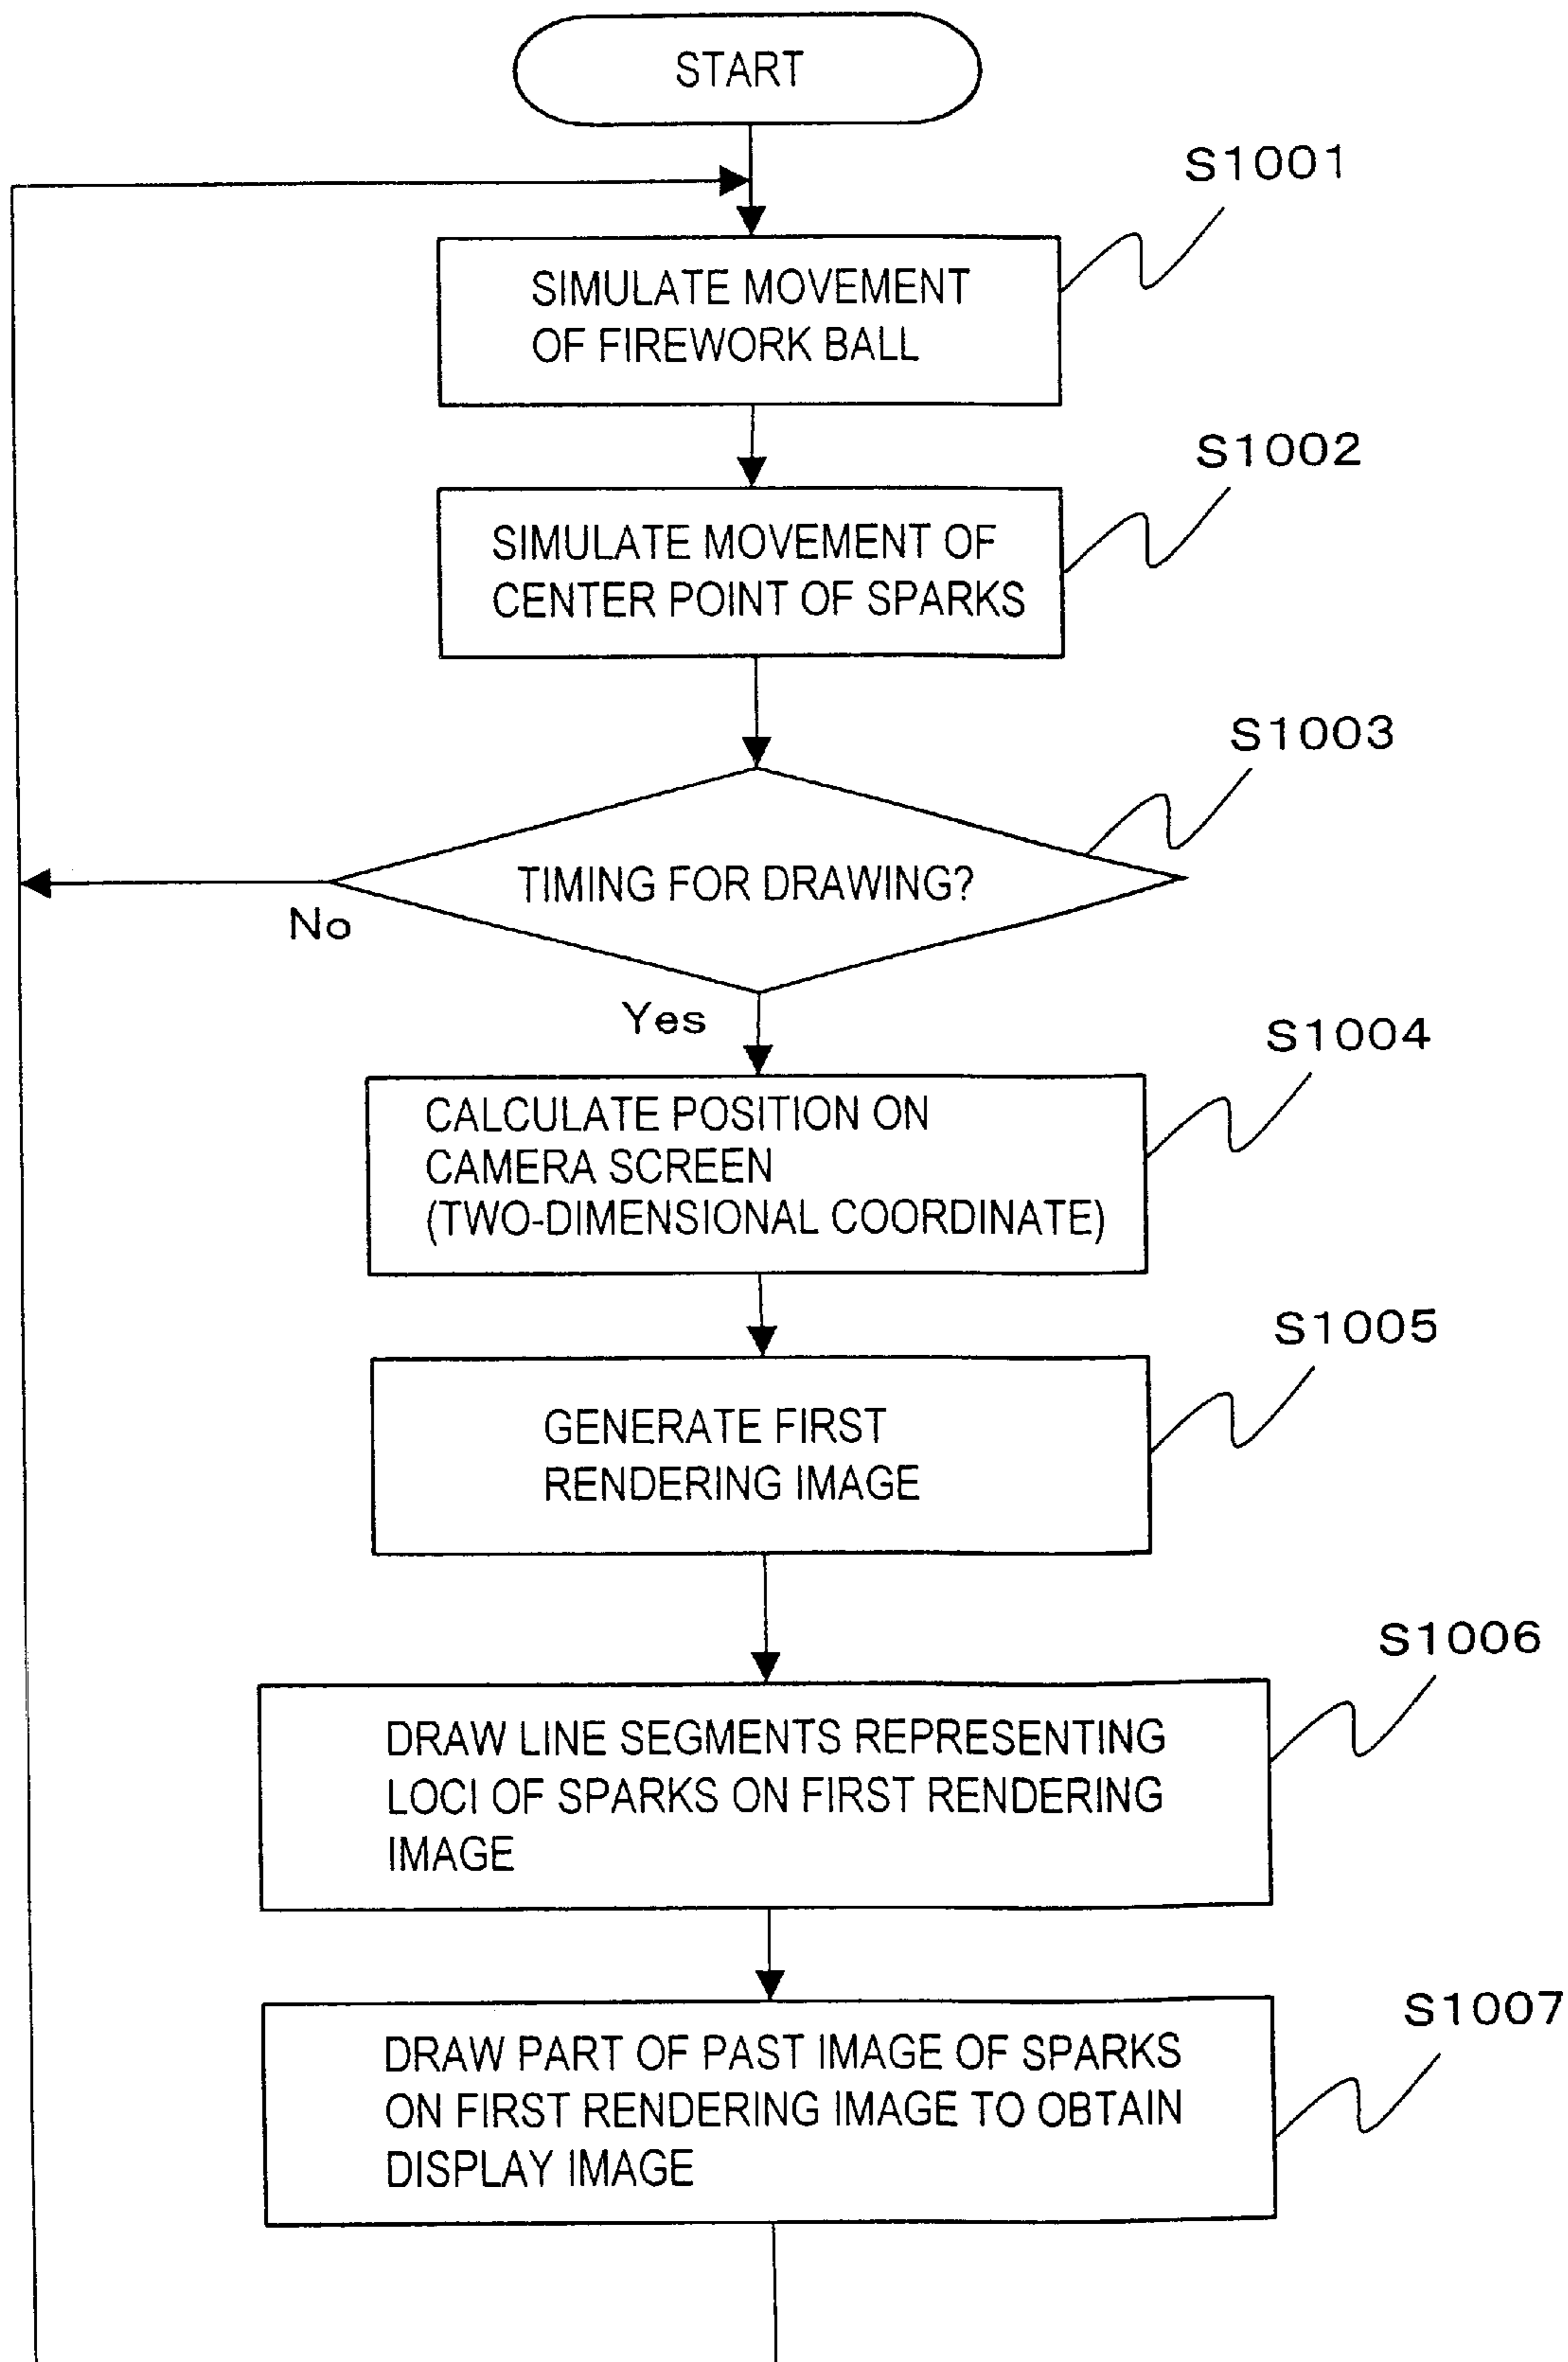 START
S1001
SIMULATE MOVEMENT
OF FIREWORK BALL
S1002
SIMULATE MOVEMENT OF
CENTER POINT OF SPARKS
S1003
TIMING FOR DRAWING?
No
Yes
S1004
CALCULATE POSITION ON
CAMERA SCREEN
(TWO-DIMENSIONAL COORDINATE)
S1005
GENERATE FIRST
RENDERING IMAGE
S1006
DRAW LINE SEGMENTS REPRESENTING
LOCI OF SPARKS ON FIRST RENDERING
IMAGE
S1007
DRAW PART OF PAST IMAGE OF SPARKS
ON FIRST RENDERING IMAGE TO OBTAIN
DISPLAY IMAGE